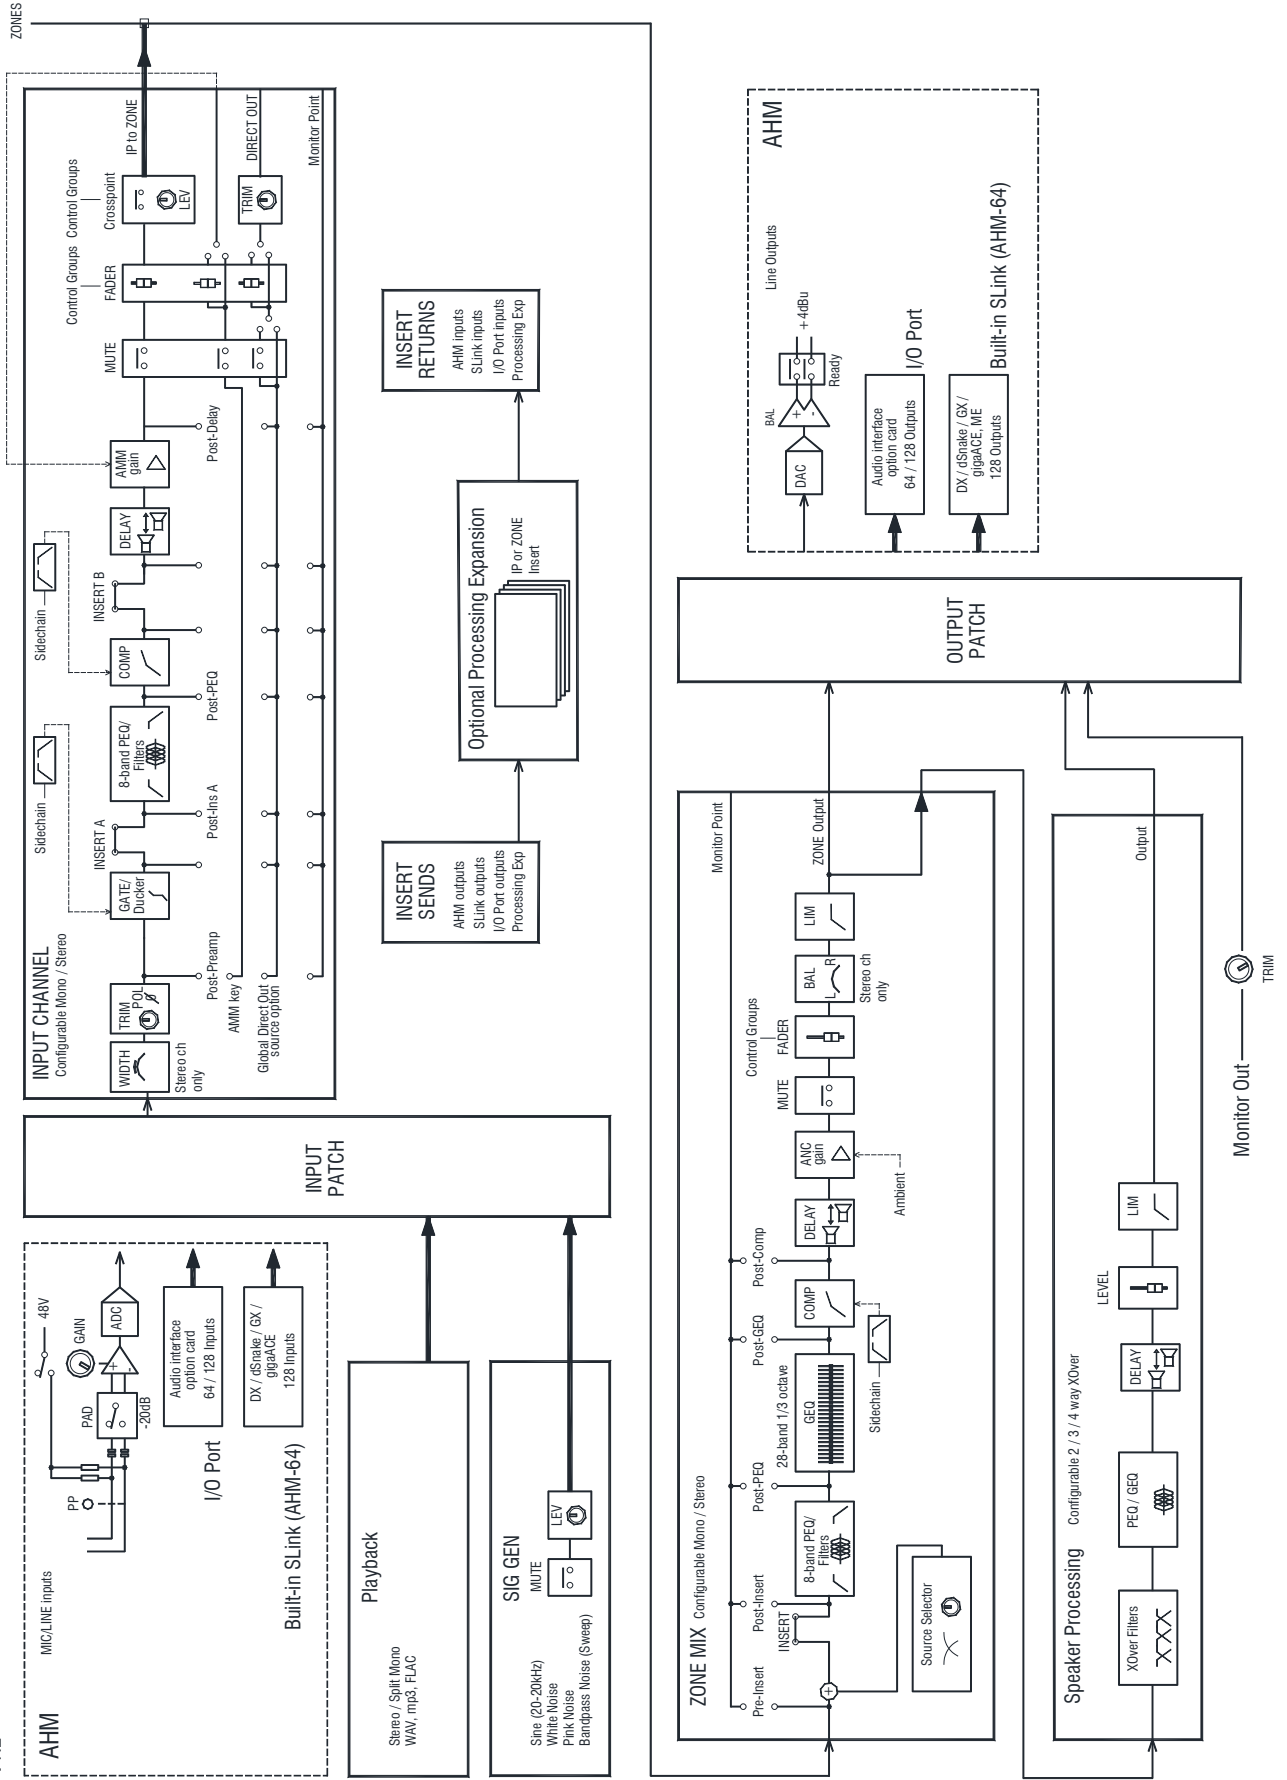 ZONES
AHM
MIC/LINE inputs
PP
48V
PAD
-20dB
GAIN
+
-
ADC
I/O Port
Audio interface
option card
64 / 128 Inputs
Built-in SLink (AHM-64)
DX / dSnake / GX /
gigaACE
128 Inputs
Playback
Stereo / Split Mono
WAV, mp3, FLAC
SIG GEN
Sine (20-20kHz)
White Noise
Pink Noise
Bandpass Noise (Sweep)
MUTE
LEV
INPUT
PATCH
INPUT CHANNEL
Configurable Mono / Stereo
WIDTH
Stereo ch
only
TRIM
POL
Ø
Post-Preamp
AMM key
Global Direct Out
source option
GATE/
Ducker
Sidechain
INSERT A
Post-Ins A
8-band PEQ/
Filters
Post-PEQ
Sidechain
COMP
INSERT B
DELAY
AMM
gain
Post-Delay
MUTE
Control Groups
FADER
Control Groups
Crosspoint
LEV
TRIM
IP to ZONE
DIRECT OUT
Monitor Point
INSERT
SENDS
AHM outputs
SLink outputs
I/O Port outputs
Processing Exp
Optional Processing Expansion
IP or ZONE
Insert
INSERT
RETURNS
AHM inputs
SLink inputs
I/O Port inputs
Processing Exp
ZONE MIX Configurable Mono / Stereo
Pre-Insert
+
INSERT
Post-Insert
Source Selector
8-band PEQ/
Filters
Post-PEQ
28-band 1/3 octave
GEQ
Post-GEQ
Sidechain
COMP
Post-Comp
DELAY
ANC
gain
Ambient
MUTE
Control Groups
FADER
BAL
L R
Stereo ch
only
LIM
ZONE Output
Monitor Point
Speaker Processing Configurable 2 / 3 / 4 way XOver
XOver Filters
PEQ / GEQ
DELAY
LEVEL
LIM
Output
Monitor Out
TRIM
OUTPUT
PATCH
AHM
DAC
BAL
+
-
Ready
+4dBu
Line Outputs
Audio interface
option card
64 / 128 Outputs
I/O Port
DX / dSnake / GX /
gigaACE, ME
128 Outputs
Built-in SLink (AHM-64)